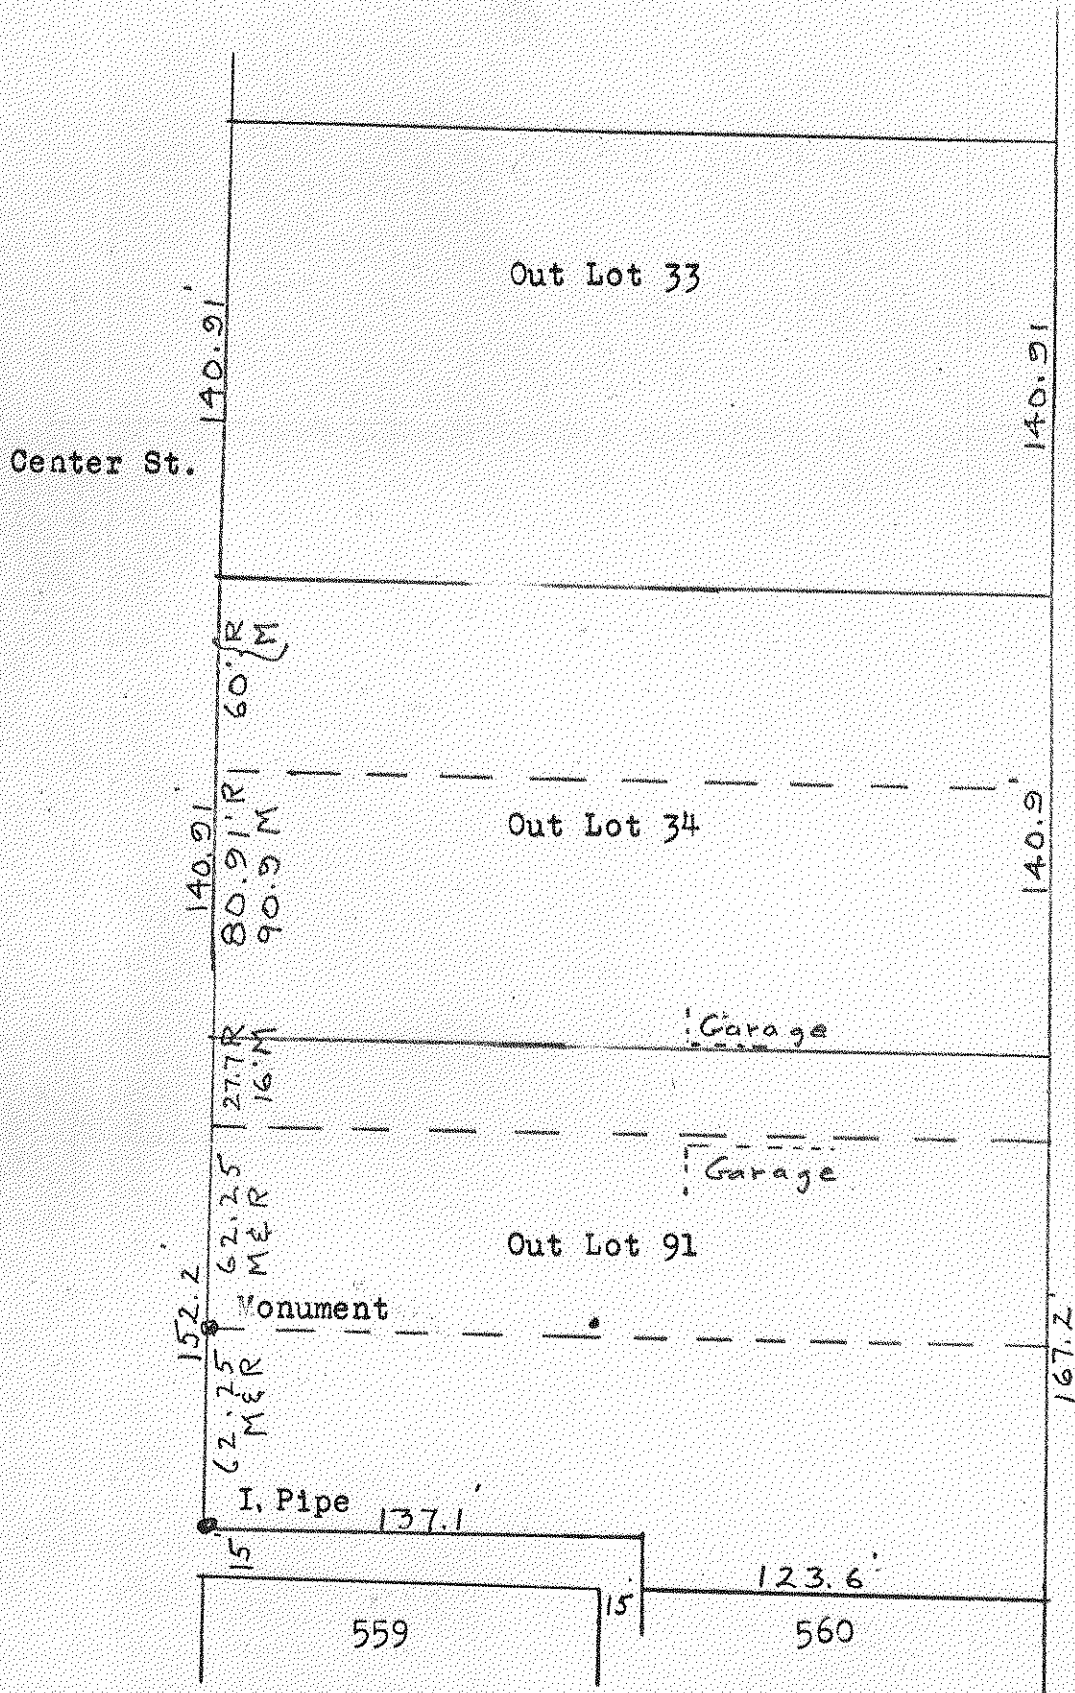 Out Lot 33
140.91'
140.91
Center St.
60' R
M
140.91'
80.91' R
90.9 M
Out Lot 34
140.9'
27.7 R
16' M
Garage
Garage
62.25
M & R
Out Lot 91
152.2
Monument
167.2'
62.25
M & R
I. Pipe
137.1'
15'
123.6'
15'
559
560